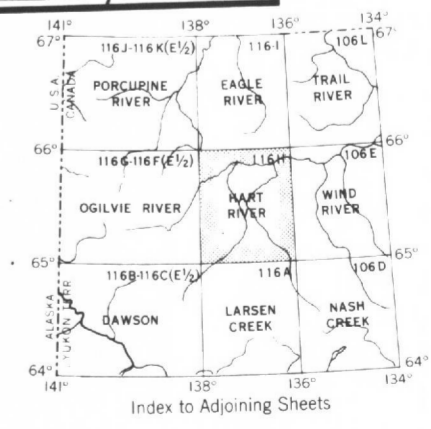 141° 138° 136° 134°
67° 67°
116J-116K(E½) 116-I 106L
PORCUPINE RIVER EAGLE RIVER TRAIL RIVER
U.S.A.
CANADA
66° 66°
116G-116F(E½) 116H 106E
OGILVIE RIVER HART RIVER WIND RIVER
65° 65°
116B-116C(E½) 116A 106D
DAWSON LARSEN CREEK NASH CREEK
ALASKA
YUKON TERR
64° 64°
141° 138° 136° 134°
Index to Adjoining Sheets